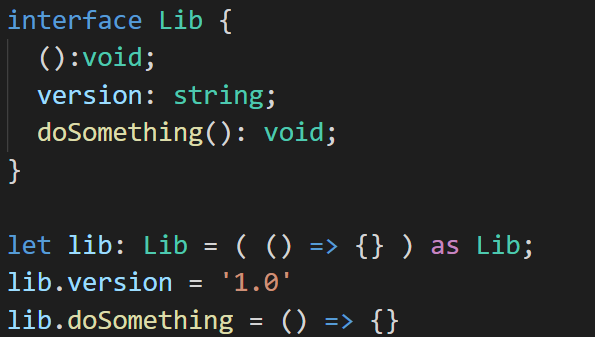 interface Lib {
():void;
version: string;
doSomething(): void;
}
let lib: Lib = ( () => {} ) as Lib;
lib.version = '1.0'
lib.doSomething = () => {}